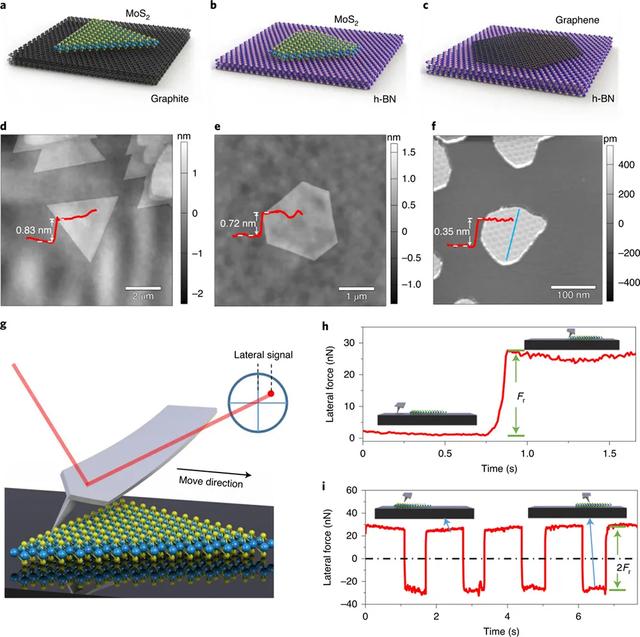 a
MoS2
Graphite
b
MoS2
h-BN
c
Graphene
h-BN
d
nm
0.83 nm
2 μm
1
0
–1
–2
e
nm
0.72 nm
1 μm
1.5
1.0
0.5
0
–0.5
–1.0
f
pm
0.35 nm
100 nm
400
200
0
–200
–400
g
Lateral signal
Move direction
h
Lateral force (nN)
30
20
10
0
Fr
0
0.5
1.0
1.5
Time (s)
i
Lateral force (nN)
60
40
20
0
–20
–40
2Fr
0
2
4
6
Time (s)